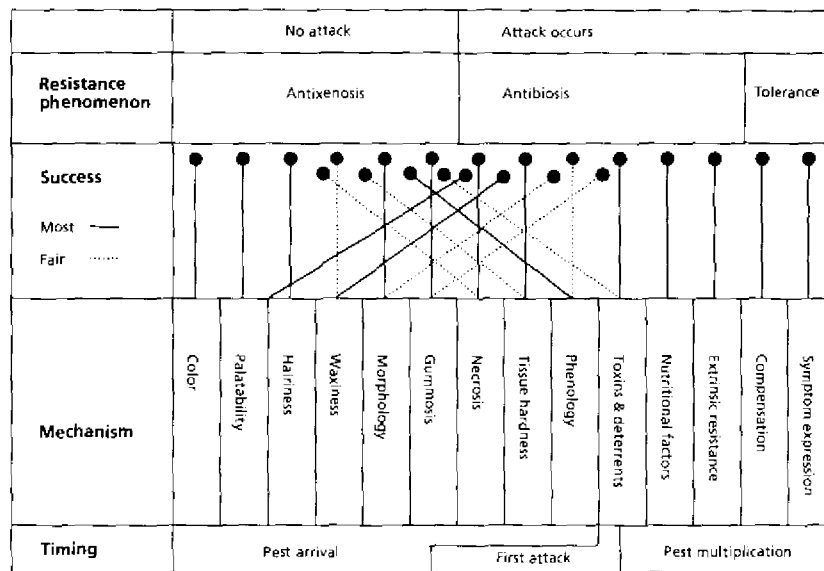 No attack
Attack occurs
Resistance
phenomenon
Antixenosis
Antibiosis
Tolerance
Success
Most
Fair
Mechanism
Color
Palatability
Hairiness
Waxiness
Morphology
Gummosis
Necrosis
Tissue hardness
Phenology
Toxins & deterrents
Nutritional factors
Extrinsic resistance
Compensation
Symptom expression
Timing
Pest arrival
First attack
Pest multiplication